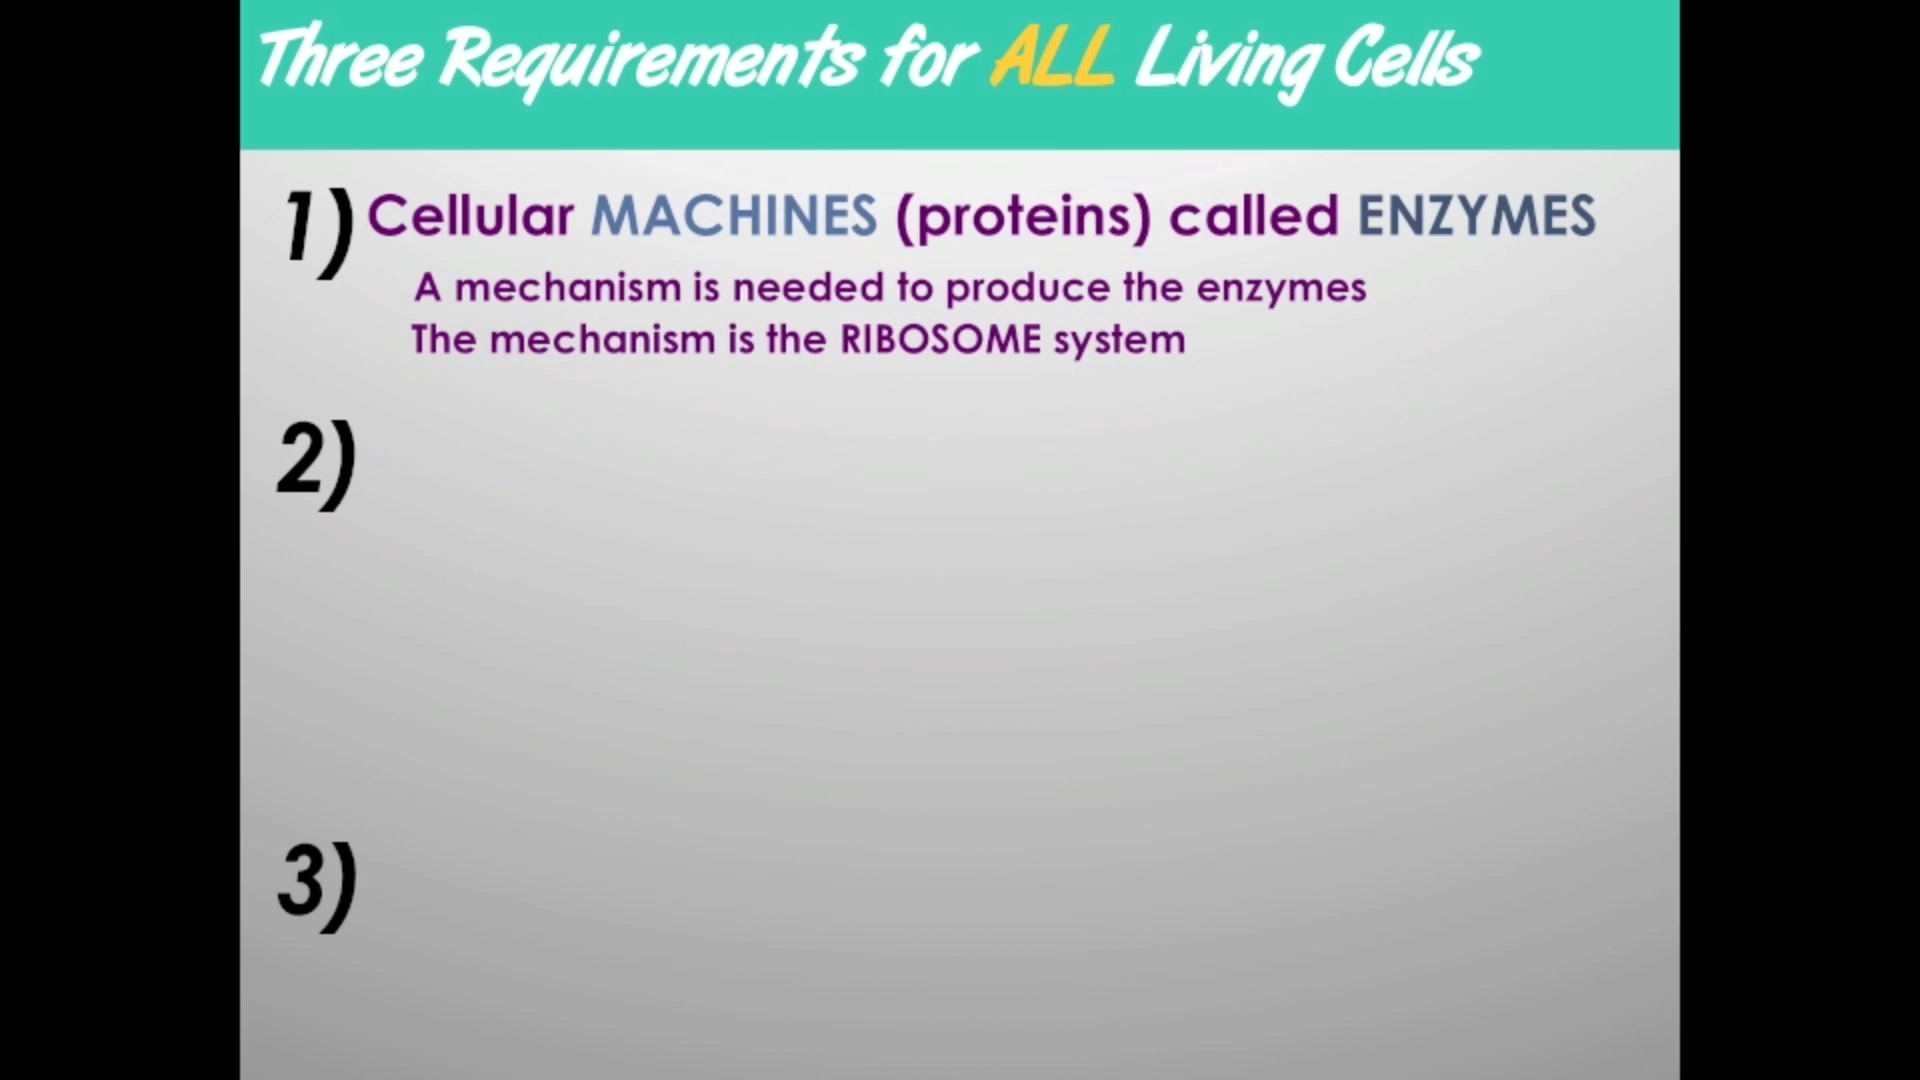 Three Requirements for ALL Living Cells
1) Cellular MACHINES (proteins) called ENZYMES
A mechanism is needed to produce the enzymes
The mechanism is the RIBOSOME system
2)
3)